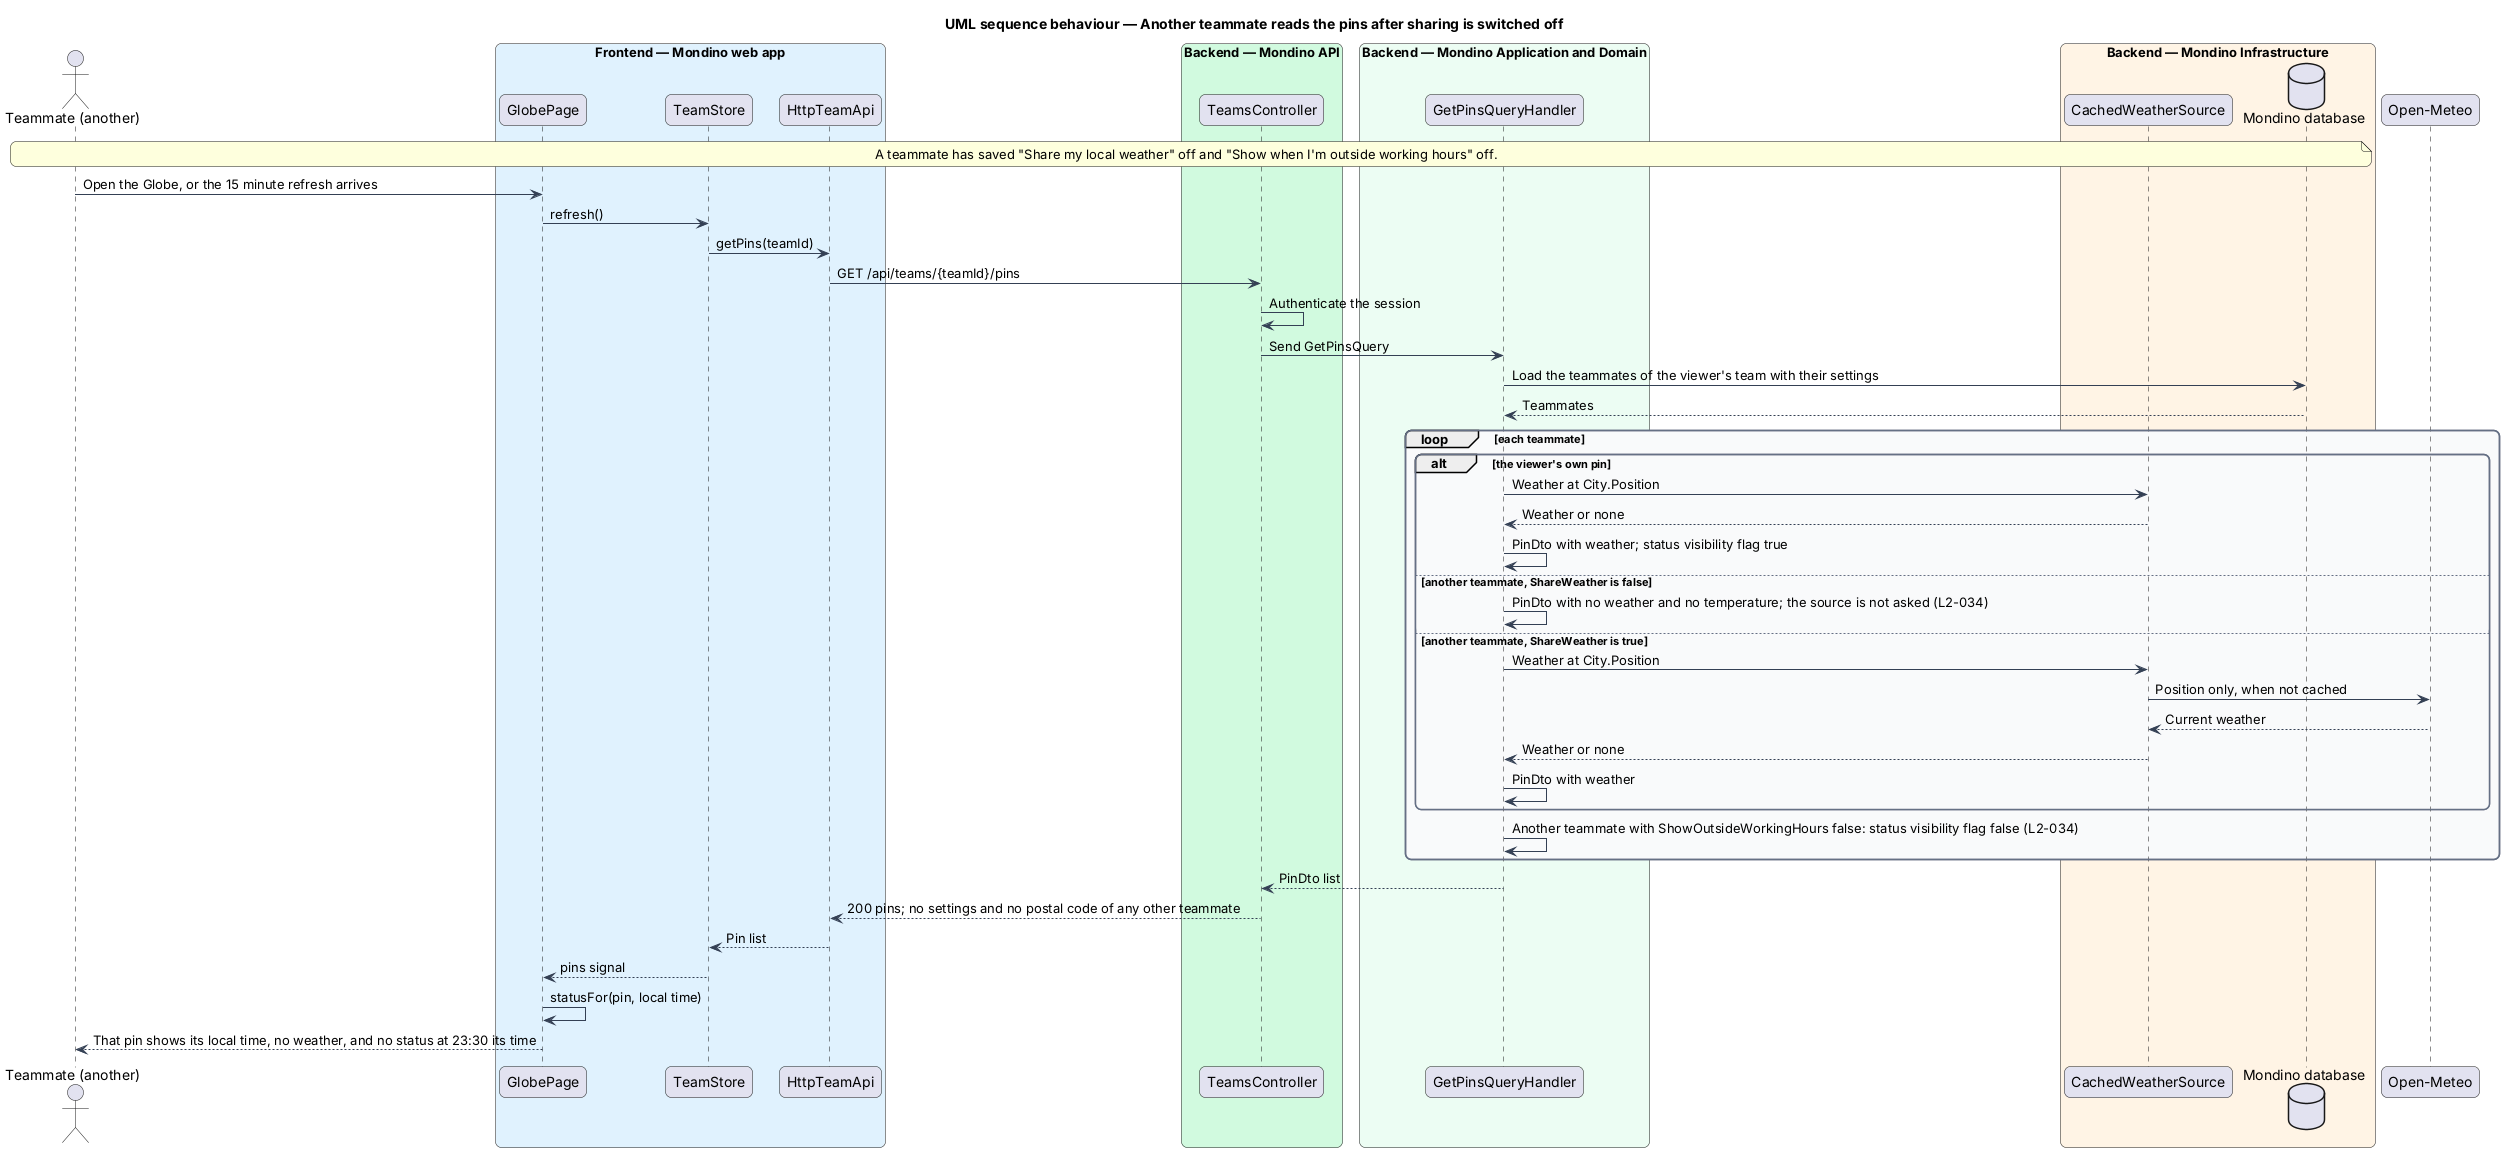 UML sequence behaviour — Another teammate reads the pins after sharing is switched off
Frontend — Mondino web app
Backend — Mondino API
Backend — Mondino Application and Domain
Backend — Mondino Infrastructure
Teammate (another)
GlobePage
TeamStore
HttpTeamApi
TeamsController
GetPinsQueryHandler
CachedWeatherSource
Mondino database
Open-Meteo
A teammate has saved "Share my local weather" off and "Show when I'm outside working hours" off.
Open the Globe, or the 15 minute refresh arrives
refresh()
getPins(teamId)
GET /api/teams/{teamId}/pins
Authenticate the session
Send GetPinsQuery
Load the teammates of the viewer's team with their settings
Teammates
loop [each teammate]
alt [the viewer's own pin]
Weather at City.Position
Weather or none
PinDto with weather; status visibility flag true
[another teammate, ShareWeather is false]
PinDto with no weather and no temperature; the source is not asked (L2-034)
[another teammate, ShareWeather is true]
Weather at City.Position
Position only, when not cached
Current weather
Weather or none
PinDto with weather
Another teammate with ShowOutsideWorkingHours false: status visibility flag false (L2-034)
PinDto list
200 pins; no settings and no postal code of any other teammate
Pin list
pins signal
statusFor(pin, local time)
That pin shows its local time, no weather, and no status at 23:30 its time
Teammate (another)
GlobePage
TeamStore
HttpTeamApi
TeamsController
GetPinsQueryHandler
CachedWeatherSource
Mondino database
Open-Meteo